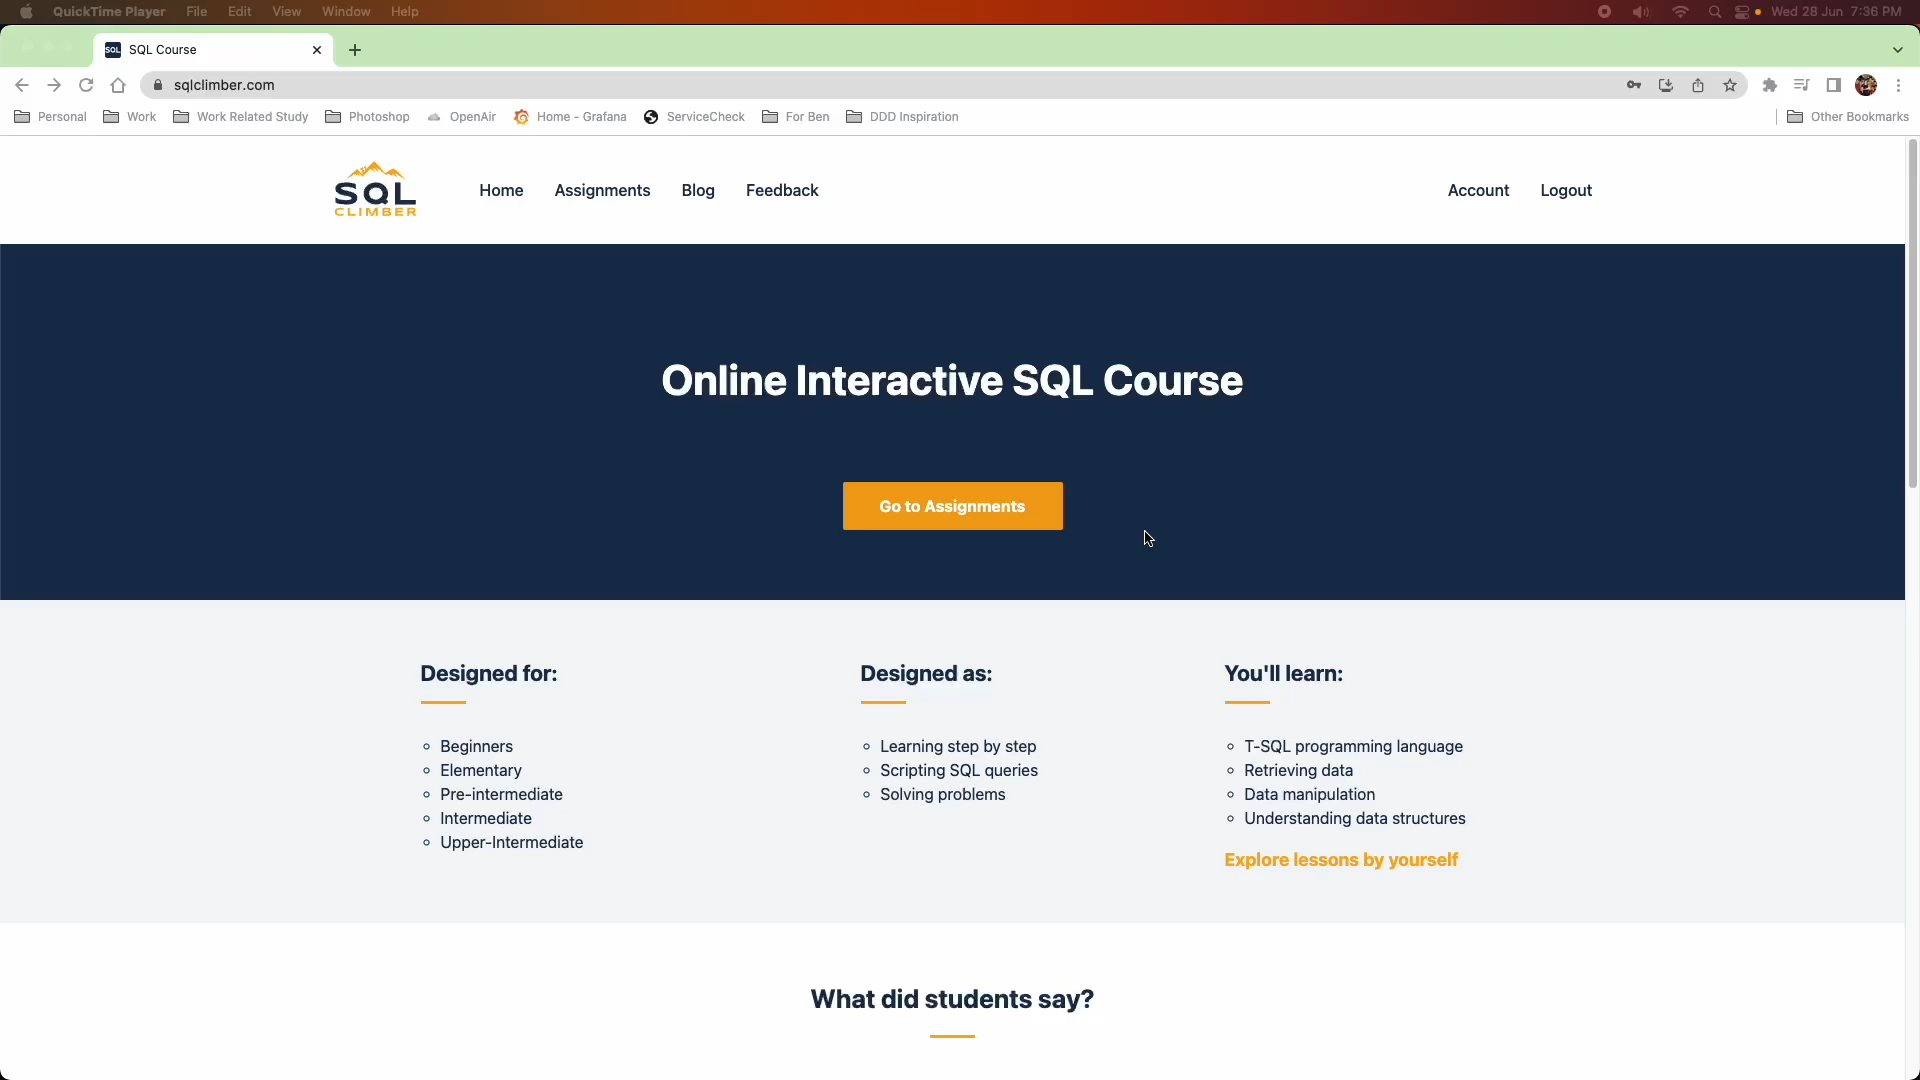 QuickTime Player File Edit View Window Help Wed 28 Jun 7:36 PM
SQL SQL Course
sqlclimber.com
Personal Work Work Related Study Photoshop OpenAir Home - Grafana ServiceCheck For Ben DDD Inspiration Other Bookmarks
SQL
CLIMBER
Home Assignments Blog Feedback Account Logout
Online Interactive SQL Course
Go to Assignments
Designed for:
Beginners
Elementary
Pre-intermediate
Intermediate
Upper-Intermediate
Designed as:
Learning step by step
Scripting SQL queries
Solving problems
You'll learn:
T-SQL programming language
Retrieving data
Data manipulation
Understanding data structures
Explore lessons by yourself
What did students say?